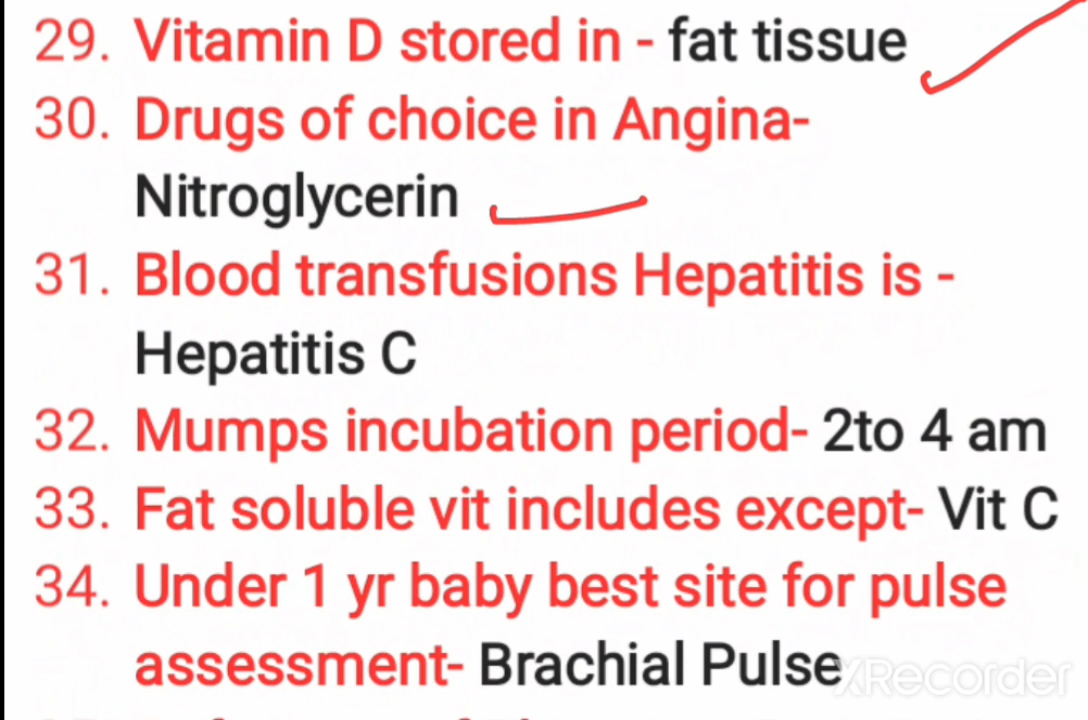 29. Vitamin D stored in - fat tissue
30. Drugs of choice in Angina-
Nitroglycerin
31. Blood transfusions Hepatitis is -
Hepatitis C
32. Mumps incubation period- 2to 4 am
33. Fat soluble vit includes except- Vit C
34. Under 1 yr baby best site for pulse
assessment- Brachial Pulse
XRecorder